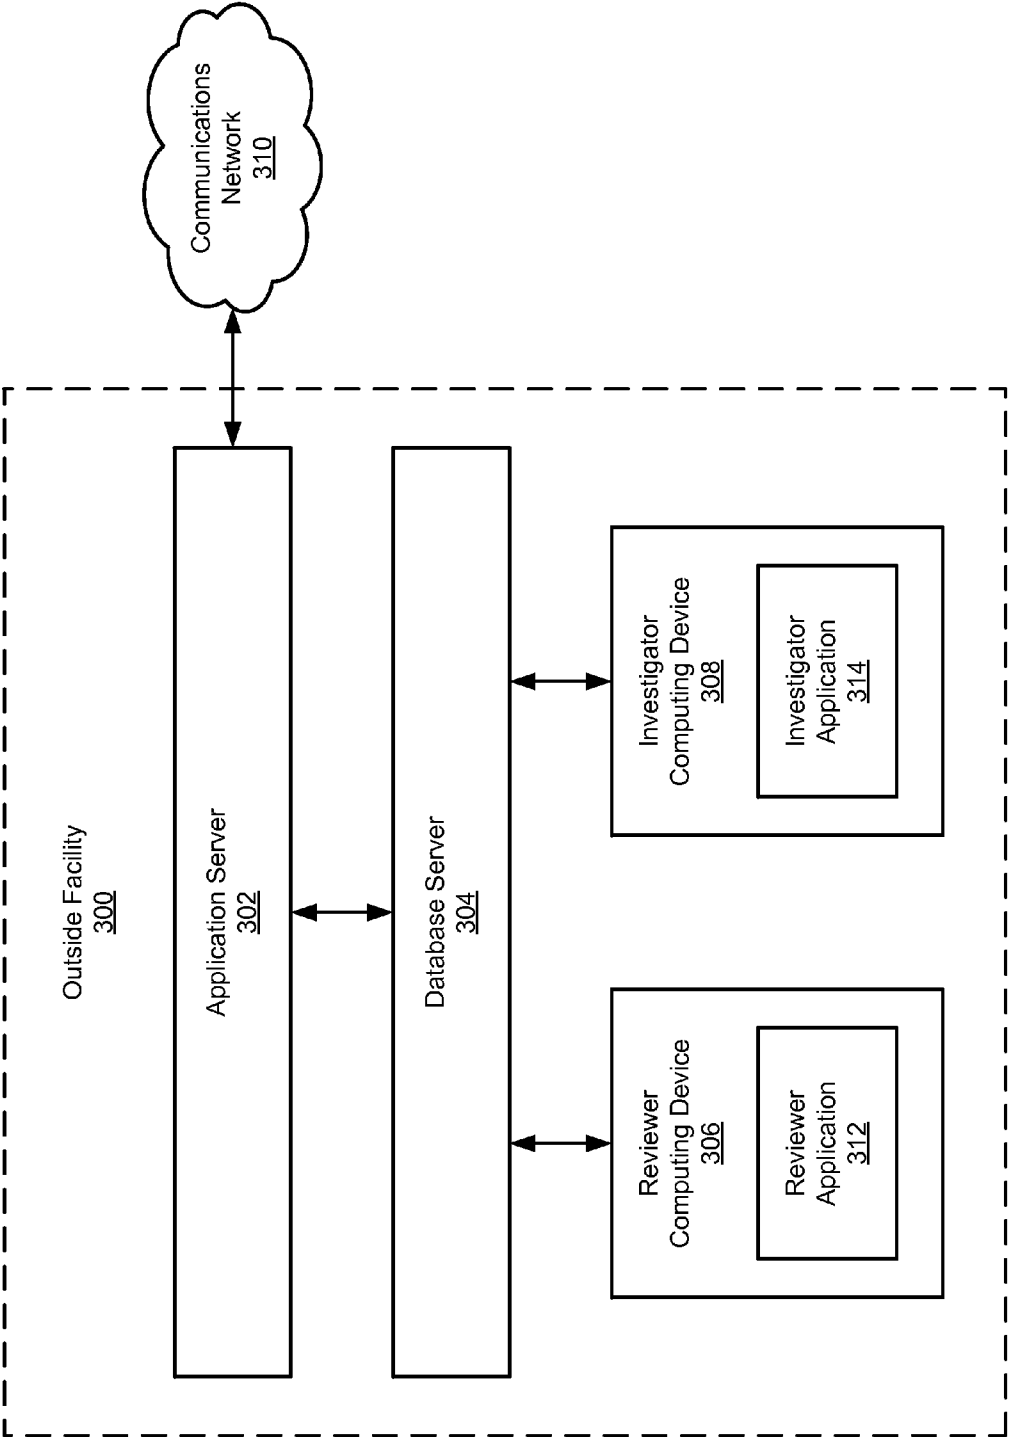 Communications
Network
310
Outside Facility
300
Application Server
302
Database Server
304
Reviewer
Computing Device
306
Reviewer
Application
312
Investigator
Computing Device
308
Investigator
Application
314